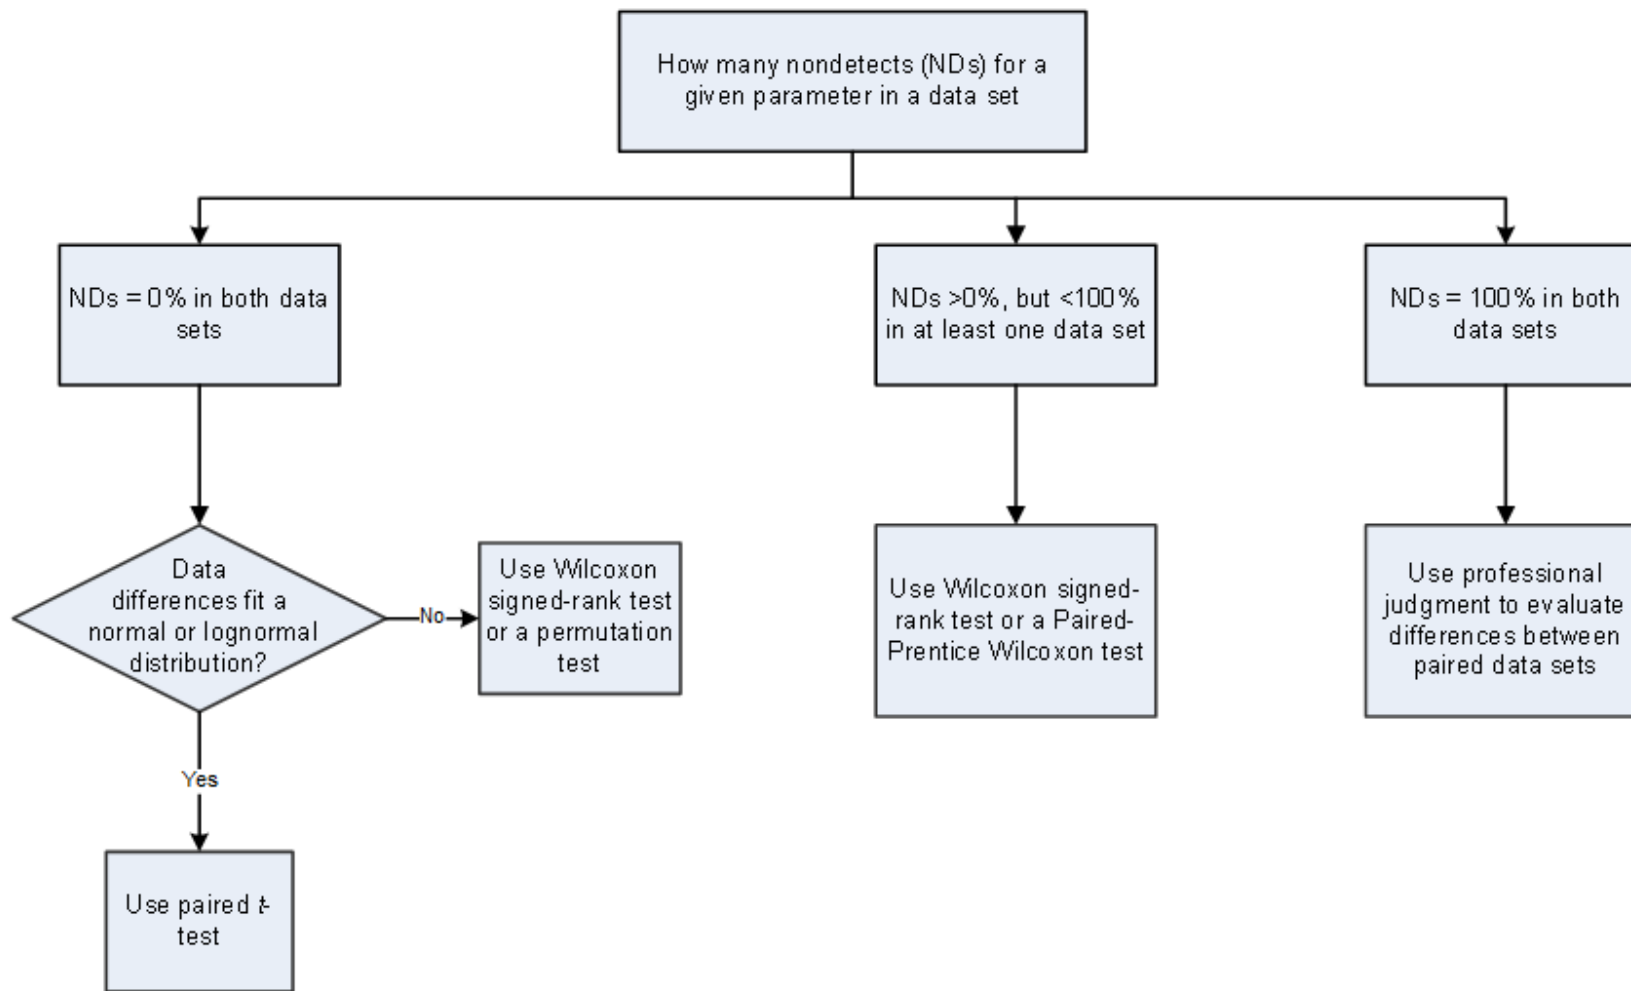 How many nondetects (NDs) for a
given parameter in a data set
NDs = 0% in both data
sets
NDs >0%, but <100%
in at least one data set
NDs = 100% in both
data sets
Data
differences fit a
normal or lognormal
distribution?
No
Use Wilcoxon
signed-rank test
or a permutation
test
Use Wilcoxon signed-
rank test or a Paired-
Prentice Wilcoxon test
Use professional
judgment to evaluate
differences between
paired data sets
Yes
Use paired t-
test